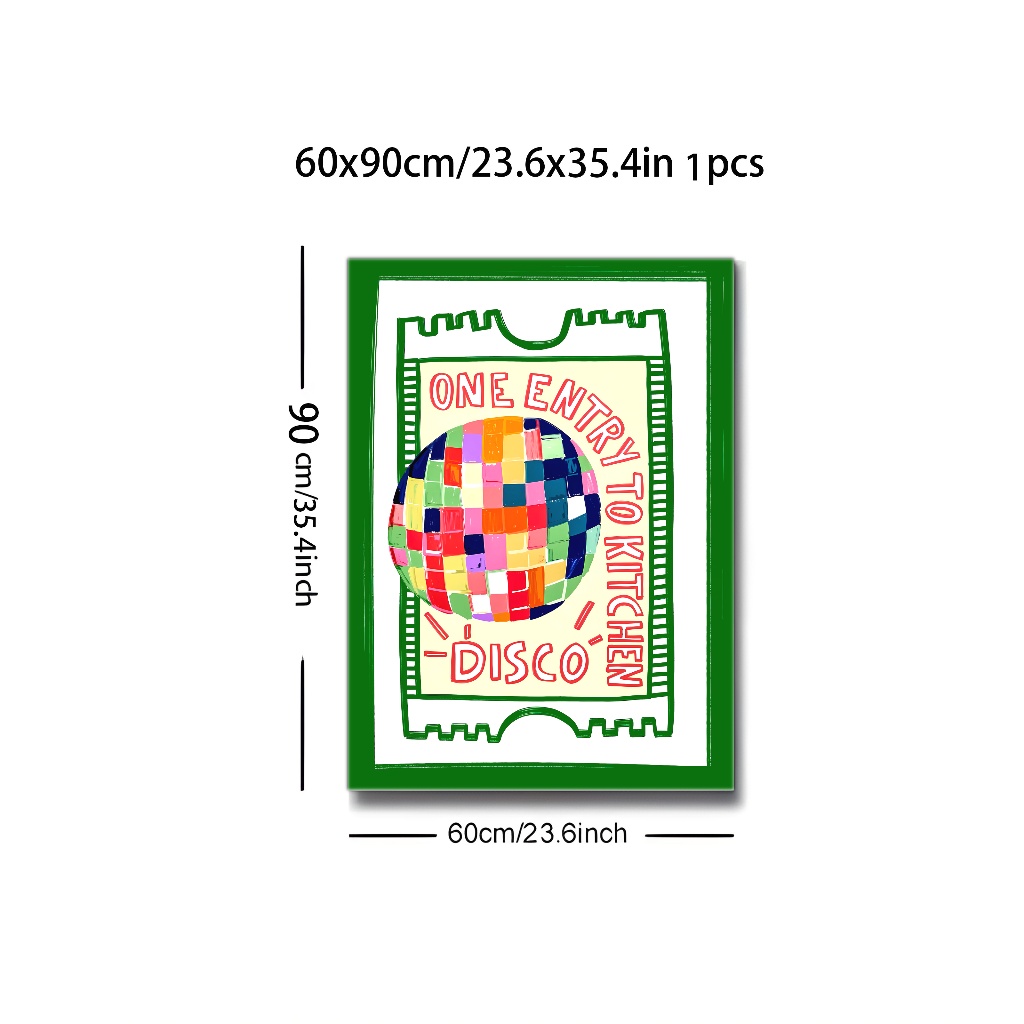 60x90cm/23.6x35.4in 1pcs
90 cm/35.4inch
ONE ENTRY TO KITCHEN
DISCO
60cm/23.6inch